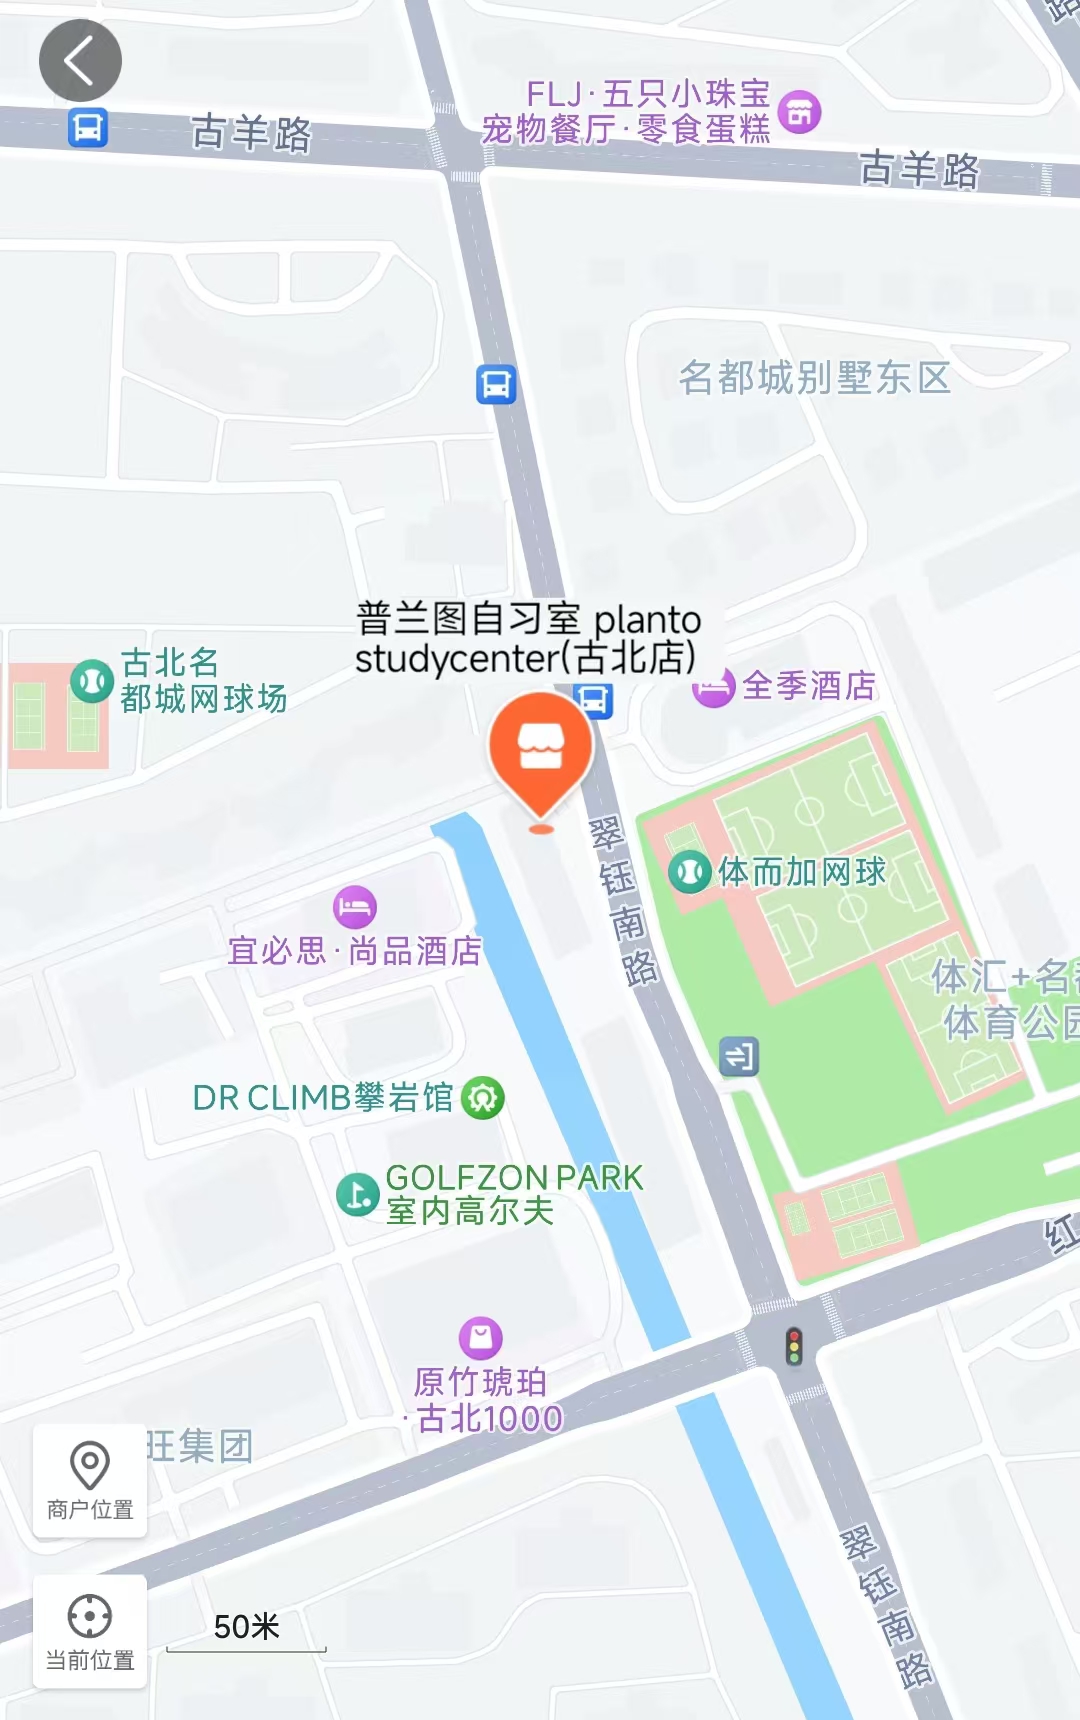 FLJ·五只小珠宝
宠物餐厅·零食蛋糕
古羊路
古羊路
名都城别墅东区
普兰图自习室 planto
studycenter(古北店)
古北名
都城网球场
全季酒店
翠钰南路
体而加网球
宜必思·尚品酒店
体汇+名
体育公园
DR CLIMB攀岩馆
GOLFZON PARK
室内高尔夫
红
原竹琥珀
·古北1000
旺集团
商户位置
翠钰南路
50米
当前位置